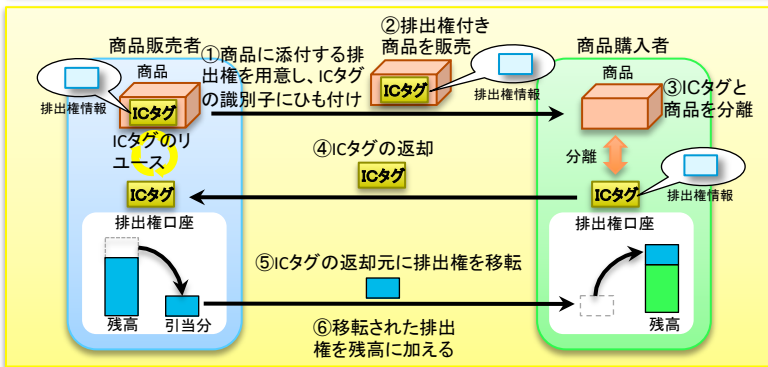 商品販売者
商品
排出権情報
ICタグ
①商品に添付する排
出権を用意し、ICタグ
の識別子にひも付け
②排出権付き
商品を販売
ICタグ
排出権情報
商品購入者
商品
③ICタグと
商品を分離
ICタグのリ
ユース
④ICタグの返却
ICタグ
分離
ICタグ
ICタグ
排出権情報
排出権口座
残高
引当分
⑤ICタグの返却元に排出権を移転
⑥移転された排出
権を残高に加える
排出権口座
残高